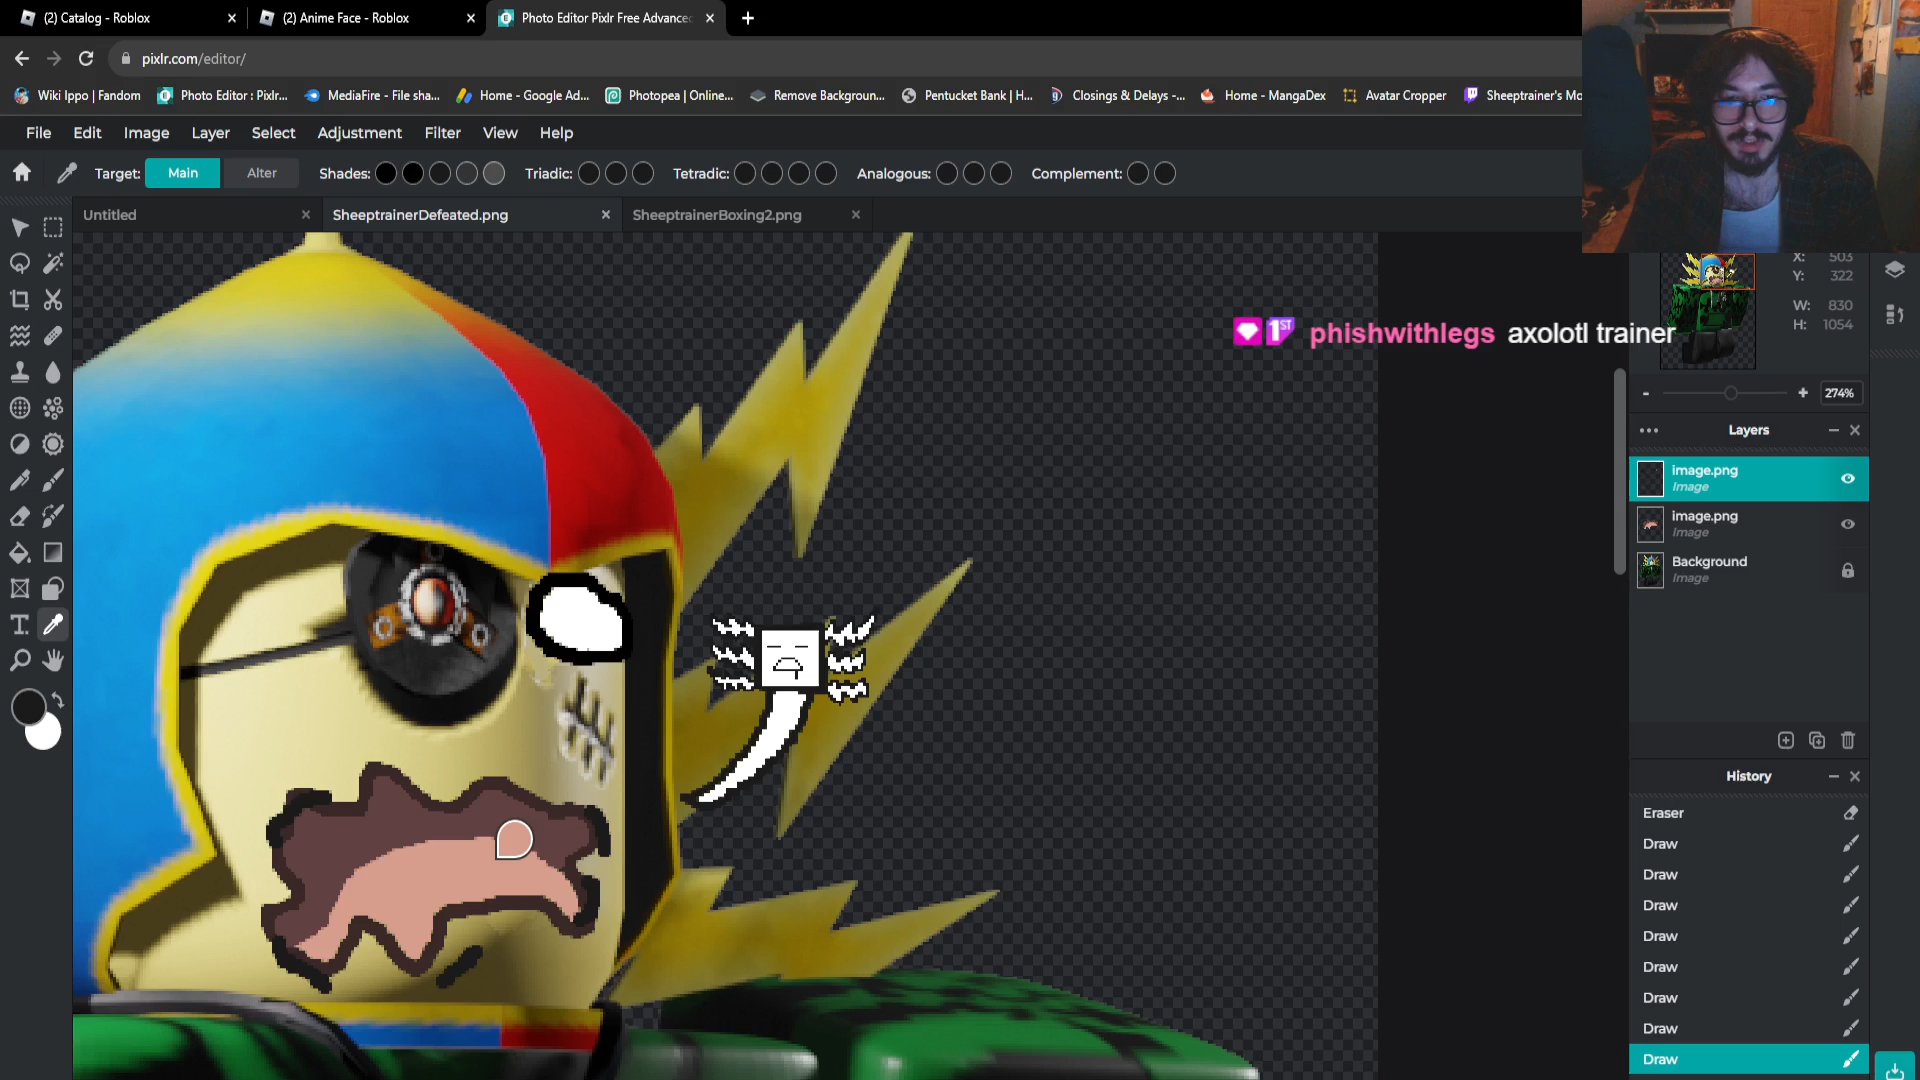 (2) Catalog - Roblox
(2) Anime Face - Roblox
Photo Editor Pixlr Free Advance
pixlr.com/editor/
Wiki Ippo | Fandom
Photo Editor : Pixlr...
MediaFire - File sha...
Home - Google Ad...
Photopea | Online...
Remove Backgroun...
Pentucket Bank | H...
Closings & Delays -...
Home - MangaDex
Avatar Cropper
Sheeptrainer's Mo
File Edit Image Layer Select Adjustment Filter View Help
Target: Main Alter Shades: Triadic: Tetradic: Analogous: Complement:
Untitled
SheeptrainerDefeated.png
SheeptrainerBoxing2.png
X: 503
Y: 322
W: 830
H: 1054
1ST phishwithlegs axolotl trainer
- + 274%
Layers
image.png
Image
image.png
Image
Background
Image
History
Eraser
Draw
Draw
Draw
Draw
Draw
Draw
Draw
Draw